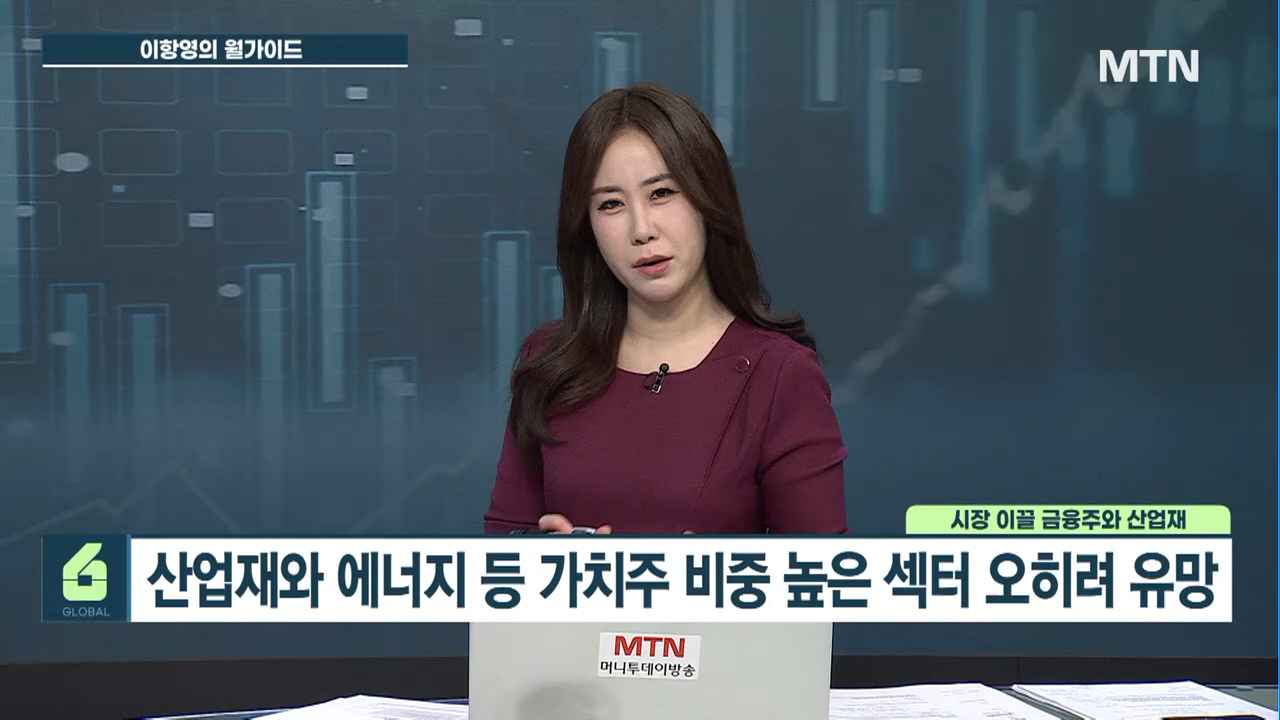 이항영의 월가이드
MTN
시장 이끌 금융주와 산업재
6
GLOBAL
산업재와 에너지 등 가치주 비중 높은 섹터 오히려 유망
MTN
머니투데이방송